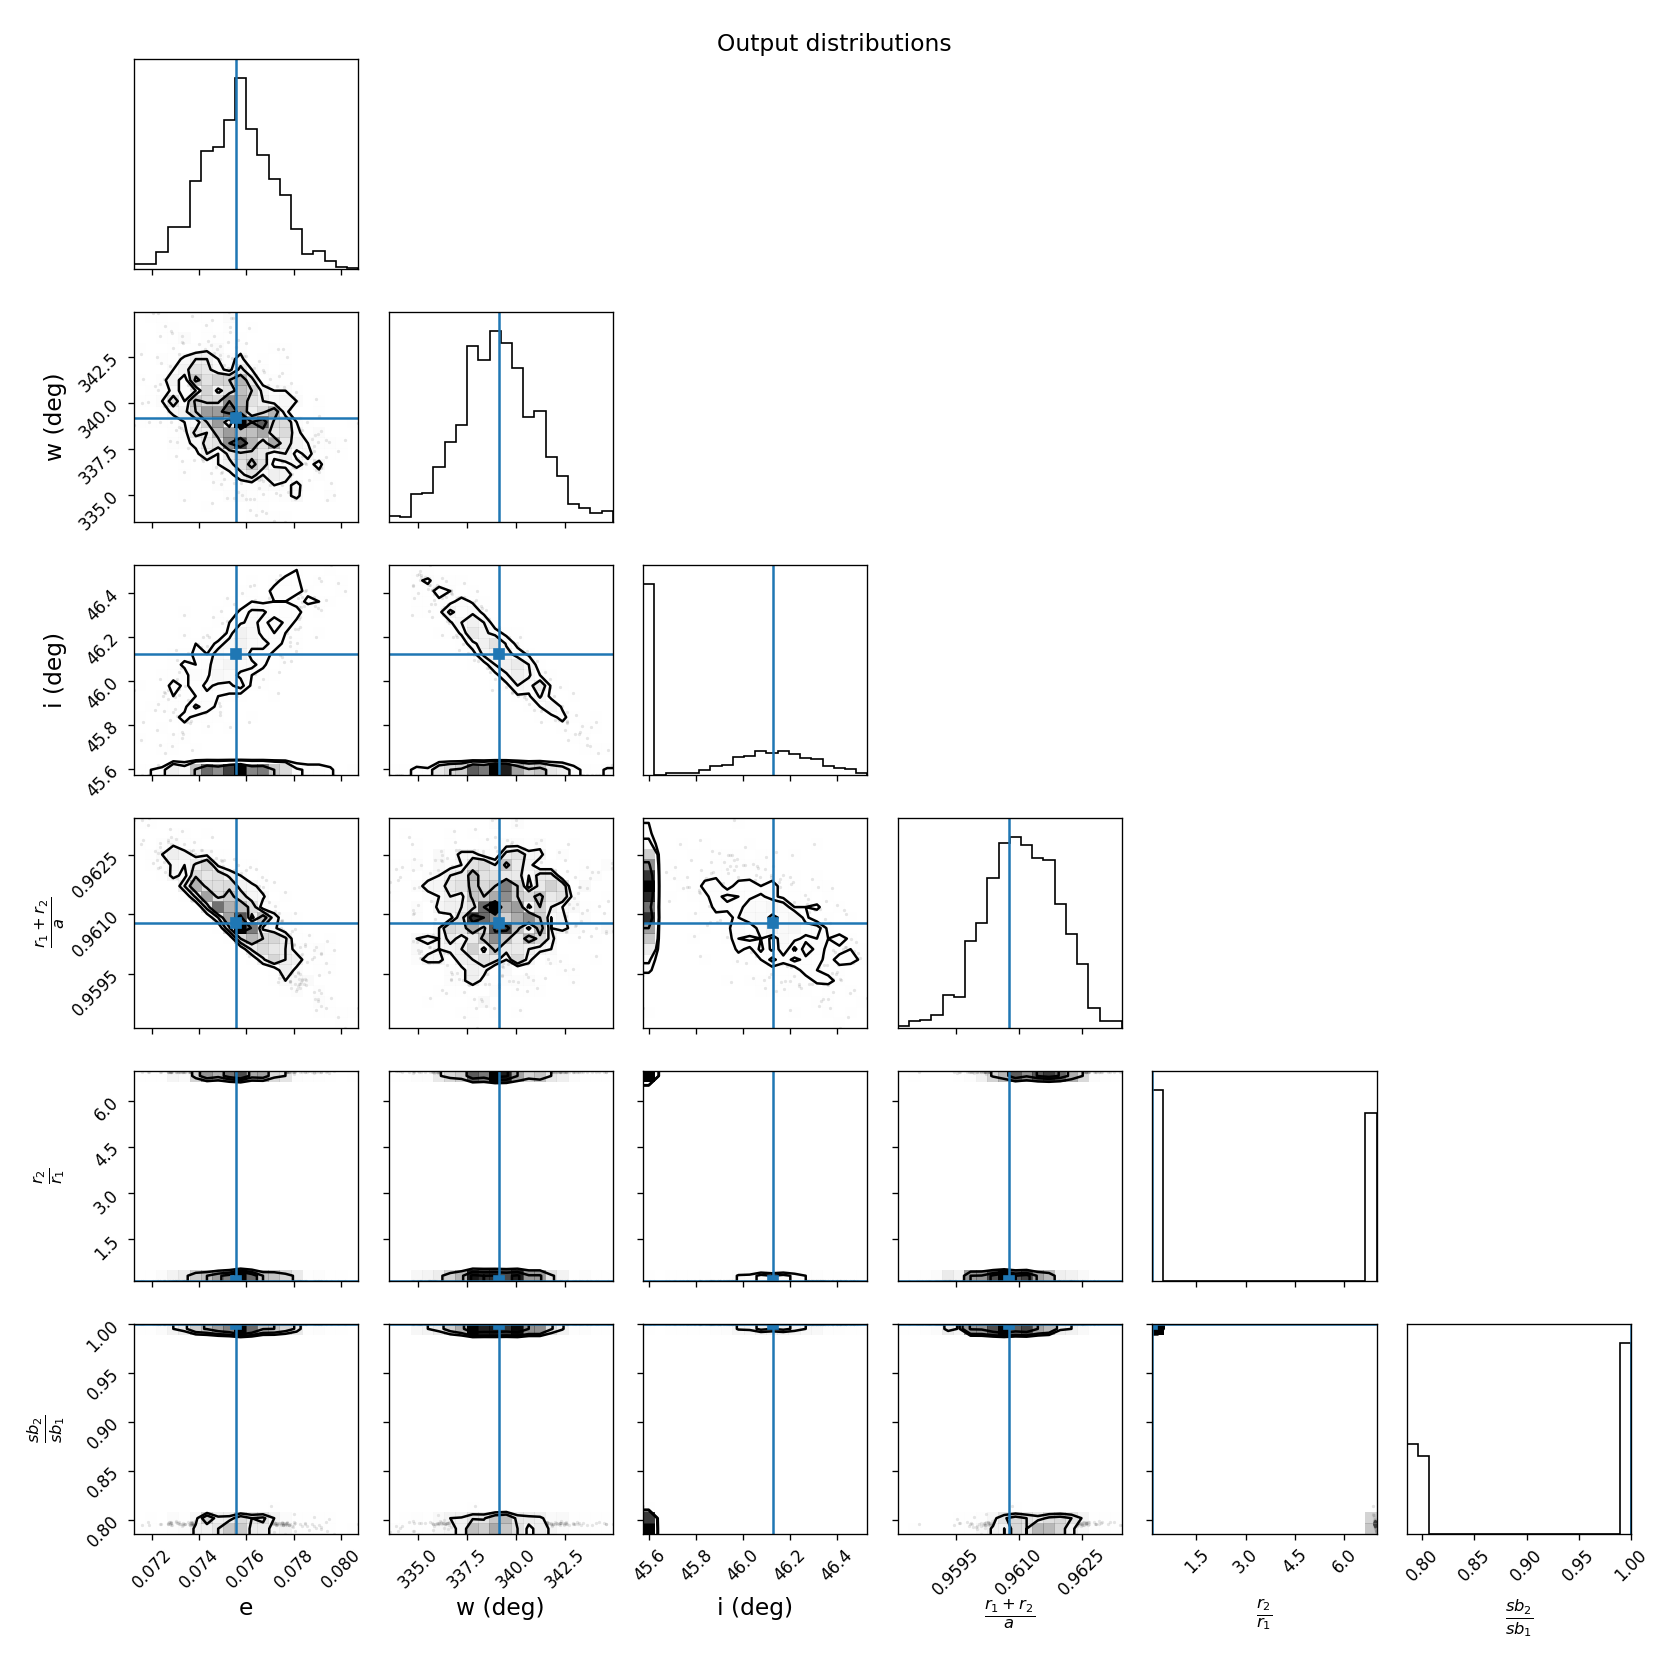 Output distributions
w (deg)
342.5
340.0
337.5
335.0
i (deg)
46.4
46.2
46.0
45.8
45.6
r₁ + r₂
a
0.9625
0.9610
0.9595
r₂
r₁
6.0
4.5
3.0
1.5
sb₂
sb₁
1.00
0.95
0.90
0.85
0.80
0.072 0.074 0.076 0.078 0.080
335.0 337.5 340.0 342.5
45.6 45.8 46.0 46.2 46.4
0.9595 0.9610 0.9625
1.5 3.0 4.5 6.0
0.80 0.85 0.90 0.95 1.00
e
w (deg)
i (deg)
r₁ + r₂
a
r₂
r₁
sb₂
sb₁